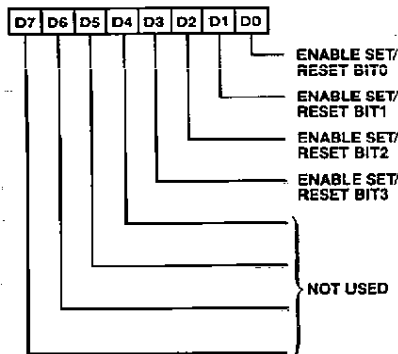 D7 D6 D5 D4 D3 D2 D1 D0
ENABLE SET/
RESET BIT0
ENABLE SET/
RESET BIT1
ENABLE SET/
RESET BIT2
ENABLE SET/
RESET BIT3
NOT USED